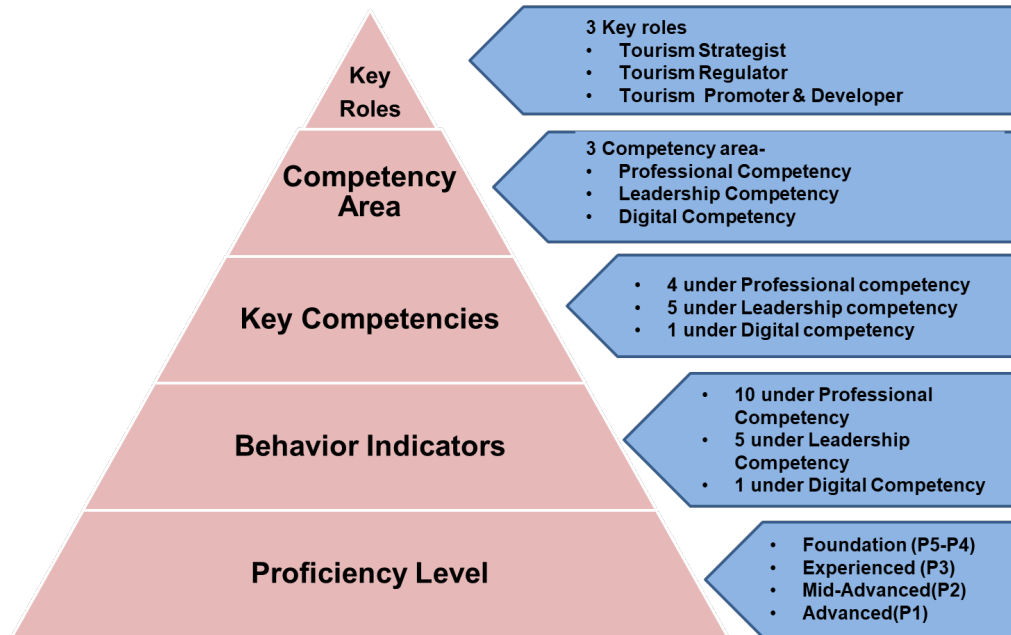 Key
Roles
3 Key roles
• Tourism Strategist
• Tourism Regulator
• Tourism Promoter & Developer
Competency
Area
3 Competency area-
• Professional Competency
• Leadership Competency
• Digital Competency
Key Competencies
• 4 under Professional competency
• 5 under Leadership competency
• 1 under Digital competency
Behavior Indicators
• 10 under Professional
Competency
• 5 under Leadership
Competency
• 1 under Digital Competency
Proficiency Level
• Foundation (P5-P4)
• Experienced (P3)
• Mid-Advanced(P2)
• Advanced(P1)